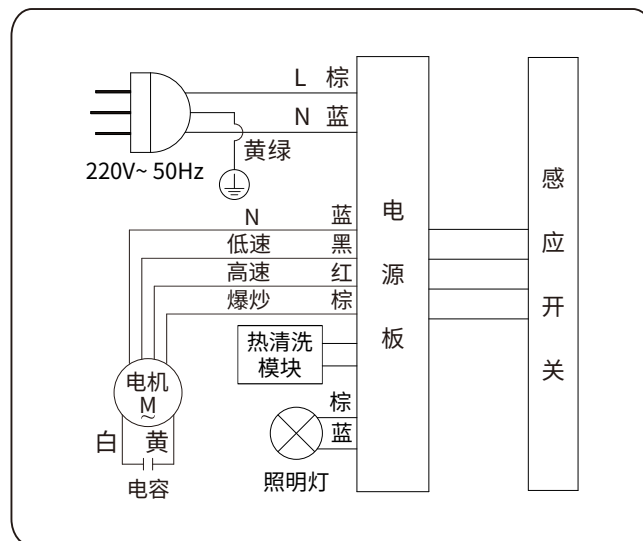 L 棕
N 蓝
黄绿
220V~ 50Hz
N 蓝
低速 黑
高速 红
爆炒 棕
热清洗
模块
电机
M
~
白 黄
电容
棕
蓝
照明灯
电
源
板
感
应
开
关